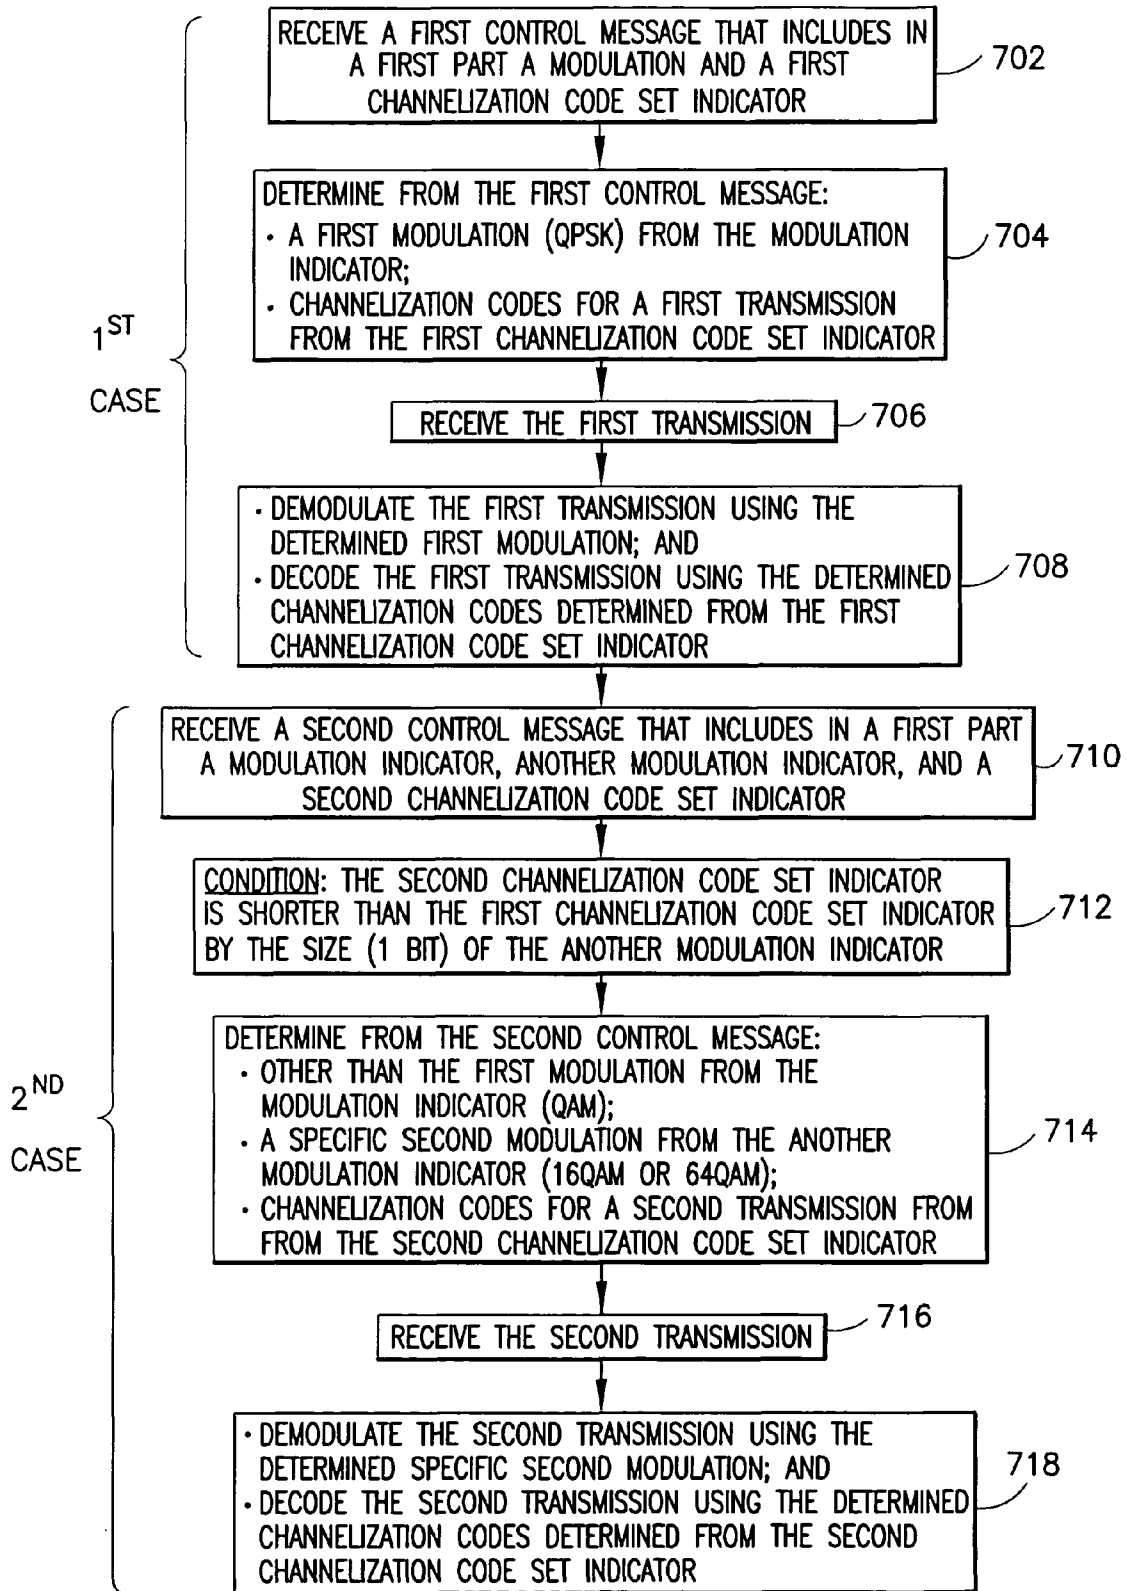 RECEIVE A FIRST CONTROL MESSAGE THAT INCLUDES IN
A FIRST PART A MODULATION AND A FIRST
CHANNELIZATION CODE SET INDICATOR
702
DETERMINE FROM THE FIRST CONTROL MESSAGE:
• A FIRST MODULATION (QPSK) FROM THE MODULATION
INDICATOR;
• CHANNELIZATION CODES FOR A FIRST TRANSMISSION
FROM THE FIRST CHANNELIZATION CODE SET INDICATOR
704
1ST
CASE
RECEIVE THE FIRST TRANSMISSION
706
• DEMODULATE THE FIRST TRANSMISSION USING THE
DETERMINED FIRST MODULATION; AND
• DECODE THE FIRST TRANSMISSION USING THE DETERMINED
CHANNELIZATION CODES DETERMINED FROM THE FIRST
CHANNELIZATION CODE SET INDICATOR
708
RECEIVE A SECOND CONTROL MESSAGE THAT INCLUDES IN A FIRST PART
A MODULATION INDICATOR, ANOTHER MODULATION INDICATOR, AND A
SECOND CHANNELIZATION CODE SET INDICATOR
710
CONDITION: THE SECOND CHANNELIZATION CODE SET INDICATOR
IS SHORTER THAN THE FIRST CHANNELIZATION CODE SET INDICATOR
BY THE SIZE (1 BIT) OF THE ANOTHER MODULATION INDICATOR
712
DETERMINE FROM THE SECOND CONTROL MESSAGE:
• OTHER THAN THE FIRST MODULATION FROM THE
MODULATION INDICATOR (QAM);
• A SPECIFIC SECOND MODULATION FROM THE ANOTHER
MODULATION INDICATOR (16QAM OR 64QAM);
• CHANNELIZATION CODES FOR A SECOND TRANSMISSION FROM
FROM THE SECOND CHANNELIZATION CODE SET INDICATOR
714
2ND
CASE
RECEIVE THE SECOND TRANSMISSION
716
• DEMODULATE THE SECOND TRANSMISSION USING THE
DETERMINED SPECIFIC SECOND MODULATION; AND
• DECODE THE SECOND TRANSMISSION USING THE DETERMINED
CHANNELIZATION CODES DETERMINED FROM THE SECOND
CHANNELIZATION CODE SET INDICATOR
718